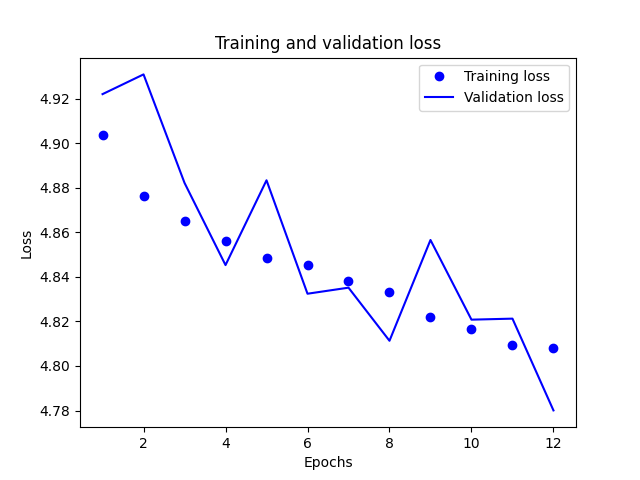 Training and validation loss
Training loss
Validation loss
4.92
4.90
4.88
4.86
4.84
4.82
4.80
4.78
Loss
2
4
6
8
10
12
Epochs